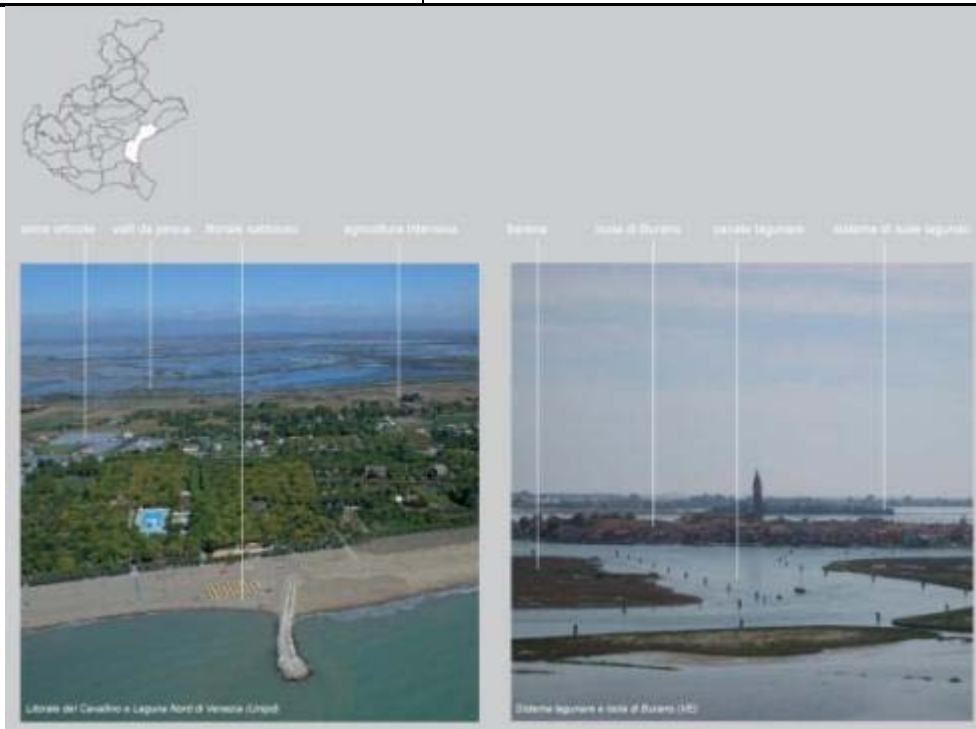 serre orticole valli da pesca litorale sabbioso agricoltura intensiva barena isola di Burano canale lagunare sistema di isole lagunari
Litorale del Cavallino e Laguna Nord di Venezia (Unipd)
Sistema lagunare e isola di Burano (VE)